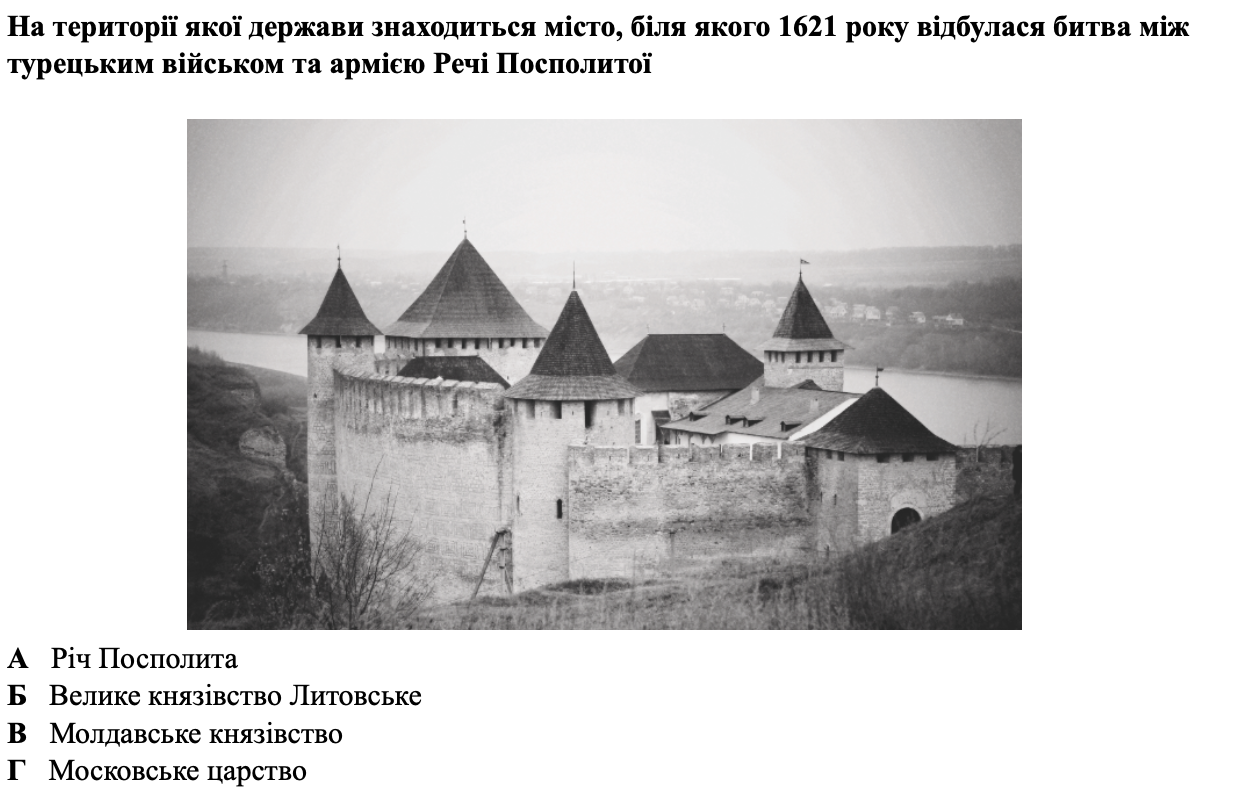 На території якої держави знаходиться місто, біля якого 1621 року відбулася битва між
турецьким військом та армією Речі Посполитої
А Річ Посполита
Б Велике князівство Литовське
В Молдавське князівство
Г Московське царство